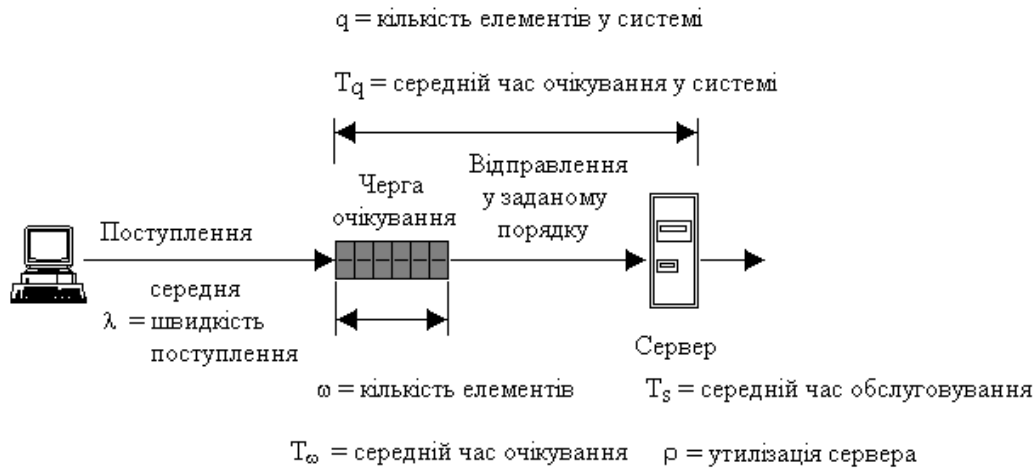 q = кількість елементів у системі
Tq = середній час очікування у системі
Черга
очікування
Відправлення
у заданому
порядку
Поступлення
середня
λ = швидкість
поступлення
Сервер
ω = кількість елементів
Ts = середній час обслуговування
Tω = середній час очікування
ρ = утилізація сервера